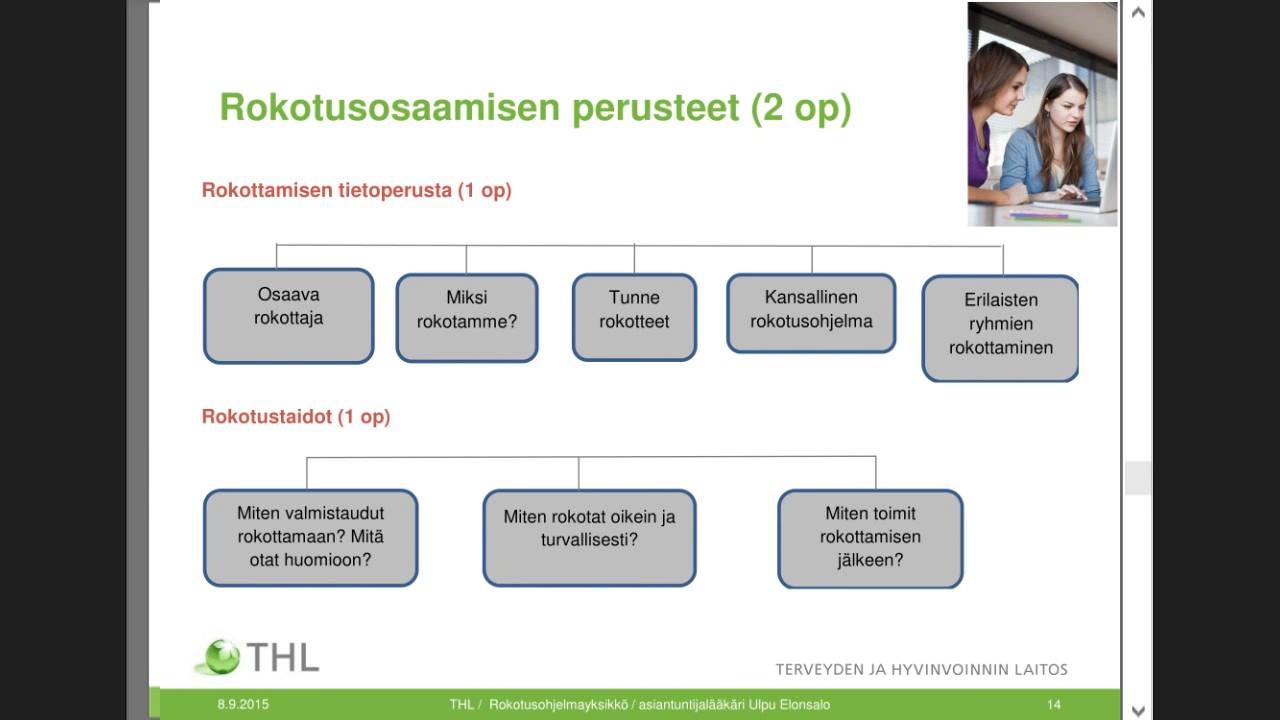 Rokotusosaamisen perusteet (2 op)
Rokottamisen tietoperusta (1 op)
Osaava
rokottaja
Miksi
rokotamme?
Tunne
rokotteet
Kansallinen
rokotusohjelma
Erilaisten
ryhmien
rokottaminen
Rokotustaidot (1 op)
Miten valmistaudut
rokottamaan? Mitä
otat huomioon?
Miten rokotat oikein ja
turvallisesti?
Miten toimit
rokottamisen
jälkeen?
THL
TERVEYDEN JA HYVINVOINNIN LAITOS
8.9.2015
THL / Rokotusohjelmayksikkö / asiantuntijalääkäri Ulpu Elonsalo
14